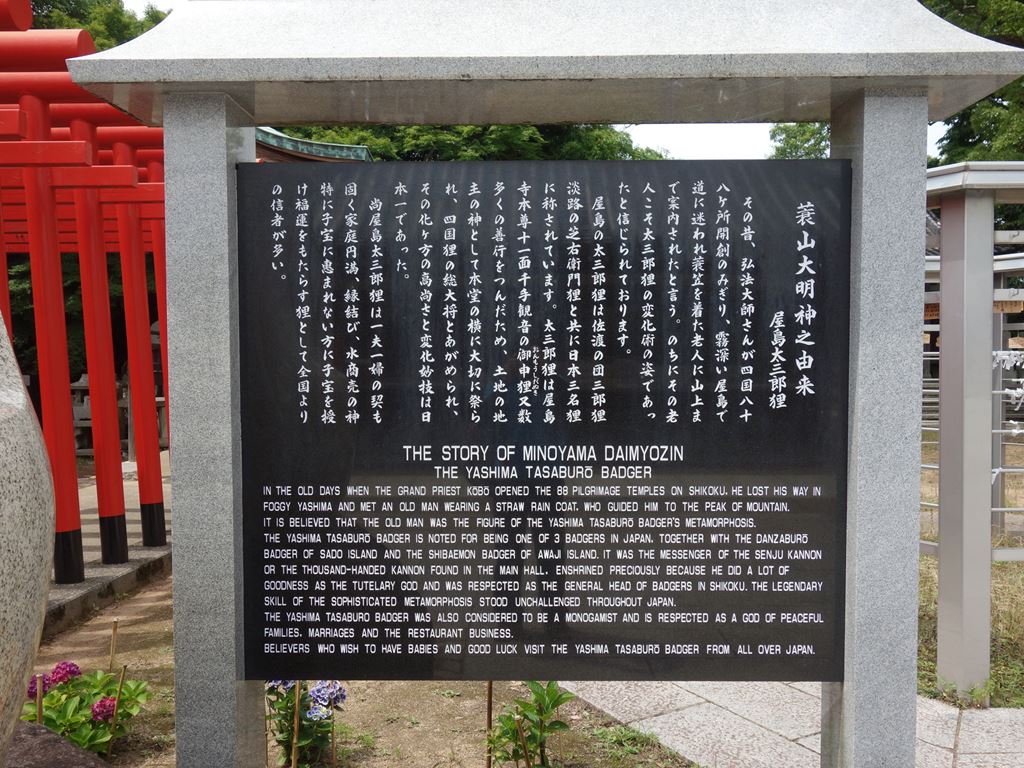 蓑山大明神之由来
屋島太三郎狸
その昔、弘法大師さんが四国八十
八ケ所開創のみぎり、霧深い屋島で
道に迷われ蓑笠を着た老人に山上ま
で案内されたと言う。のちにその老
人こそ太三郎狸の変化術の姿であっ
たと信じられております。
屋島の太三郎狸は佐渡の団三郎狸
淡路の芝右衛門狸と共に日本三名狸
に称されています。太三郎狸は屋島
寺本尊十一面千手観音の御申狸又数
おんもうしだぬき
多くの善行をつんだため、土地の地
主の神として本堂の横に大切に祭ら
れ、四国狸の総大将とあがめられ、
その化ケ方の高尚さと変化妙技は日
本一であった。
尚屋島太三郎狸は一夫一婦の契も
固く家庭円満、縁結び、水商売の神
特に子宝に恵まれない方に子宝を授
け福運をもたらす狸として全国より
の信者が多い。
THE STORY OF MINOYAMA DAIMYOZIN
THE YASHIMA TASABURō BADGER
IN THE OLD DAYS WHEN THE GRAND PRIEST KōBō OPENED THE 88 PILGRIMAGE TEMPLES ON SHIKOKU, HE LOST HIS WAY IN
FOGGY YASHIMA AND MET AN OLD MAN WEARING A STRAW RAIN COAT, WHO GUIDED HIM TO THE PEAK OF MOUNTAIN.
IT IS BELIEVED THAT THE OLD MAN WAS THE FIGURE OF THE YASHIMA TASABURō BADGER'S METAMORPHOSIS.
THE YASHIMA TASABURō BADGER IS NOTED FOR BEING ONE OF 3 BADGERS IN JAPAN, TOGETHER WITH THE DANZABURō
BADGER OF SADO ISLAND AND THE SHIBAEMON BADGER OF AWAJI ISLAND. IT WAS THE MESSENGER OF THE SENJU KANNON
OR THE THOUSAND-HANDED KANNON FOUND IN THE MAIN HALL, ENSHRINED PRECIOUSLY BECAUSE HE DID A LOT OF
GOODNESS AS THE TUTELARY GOD AND WAS RESPECTED AS THE GENERAL HEAD OF BADGERS IN SHIKOKU. THE LEGENDARY
SKILL OF THE SOPHISTICATED METAMORPHOSIS STOOD UNCHALLENGED THROUGHOUT JAPAN.
THE YASHIMA TASABURO BADGER WAS ALSO CONSIDERED TO BE A MONOGAMIST AND IS RESPECTED AS A GOD OF PEACEFUL
FAMILIES, MARRIAGES AND THE RESTAURANT BUSINESS.
BELIEVERS WHO WISH TO HAVE BABIES AND GOOD LUCK VISIT THE YASHIMA TASABURō BADGER FROM ALL OVER JAPAN.